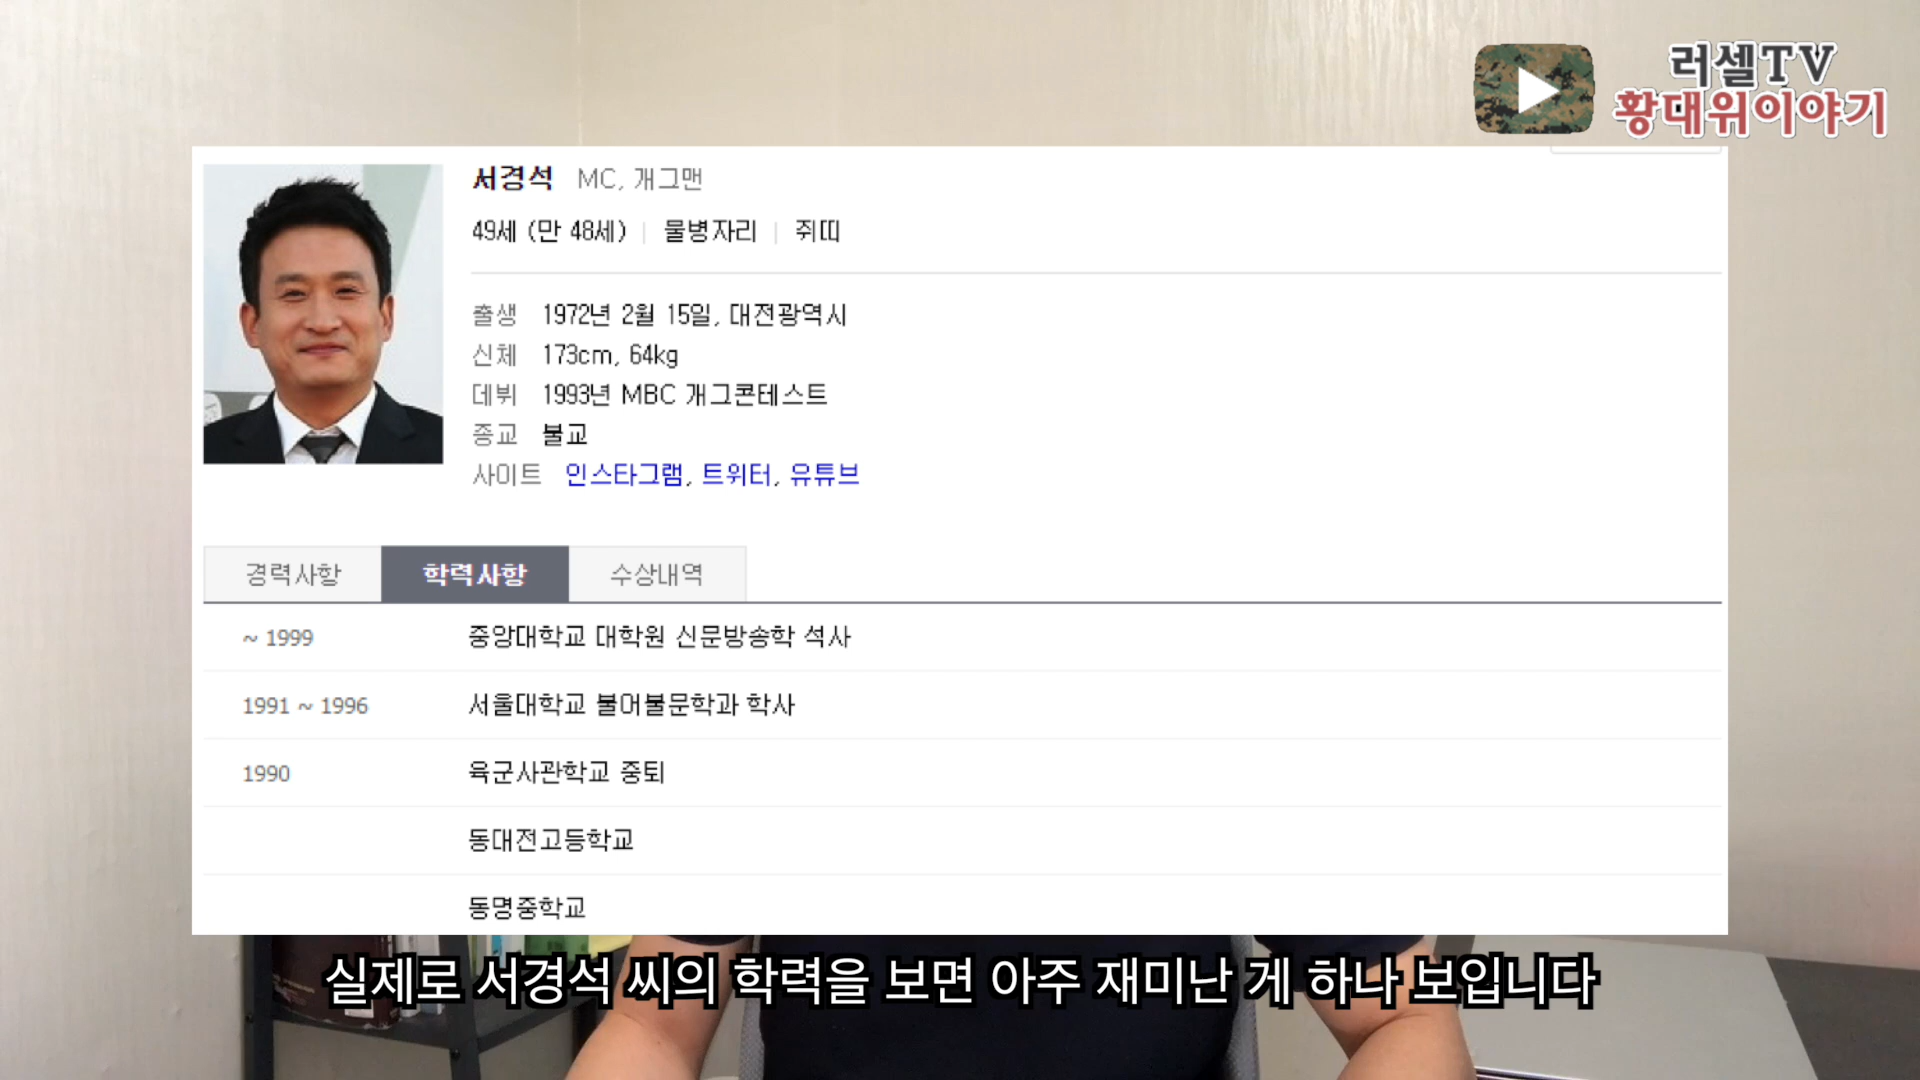 러셀TV
황대위이야기
서경석 MC, 개그맨
49세 (만 48세) | 물병자리 | 쥐띠
출생 1972년 2월 15일, 대전광역시
신체 173cm, 64kg
데뷔 1993년 MBC 개그콘테스트
종교 불교
사이트 인스타그램, 트위터, 유튜브
경력사항 학력사항 수상내역
~ 1999 중앙대학교 대학원 신문방송학 석사
1991 ~ 1996 서울대학교 불어불문학과 학사
1990 육군사관학교 중퇴
동대전고등학교
동명중학교
실제로 서경석 씨의 학력을 보면 아주 재미난 게 하나 보입니다